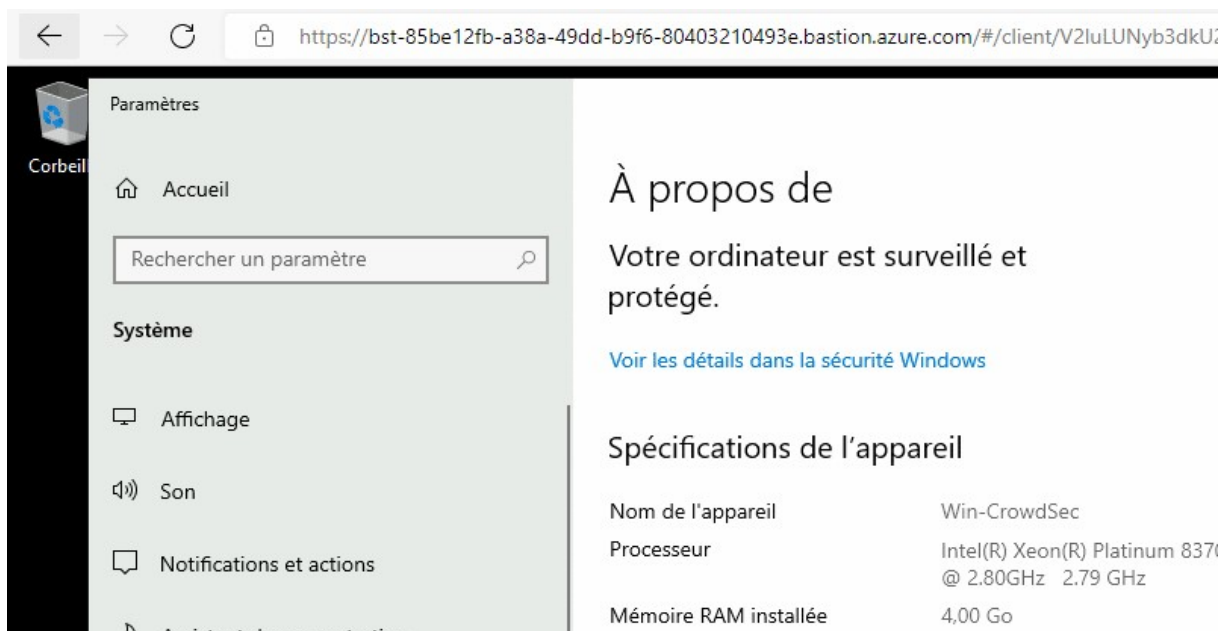 https://bst-85be12fb-a38a-49dd-b9f6-80403210493e.bastion.azure.com/#/client/V2luLUNyb3dkU2
Corbeill
Paramètres
Accueil
Rechercher un paramètre
Système
Affichage
Son
Notifications et actions
À propos de
Votre ordinateur est surveillé et
protégé.
Voir les détails dans la sécurité Windows
Spécifications de l'appareil
Nom de l'appareil Win-CrowdSec
Processeur Intel(R) Xeon(R) Platinum 8370
@ 2.80GHz 2.79 GHz
Mémoire RAM installée 4,00 Go